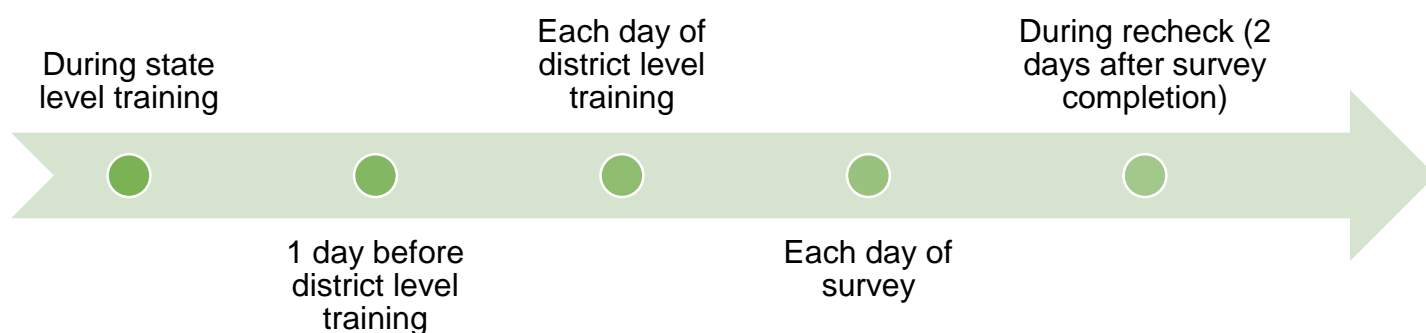 During state
level training
1 day before
district level
training
Each day of
district level
training
Each day of
survey
During recheck (2
days after survey
completion)